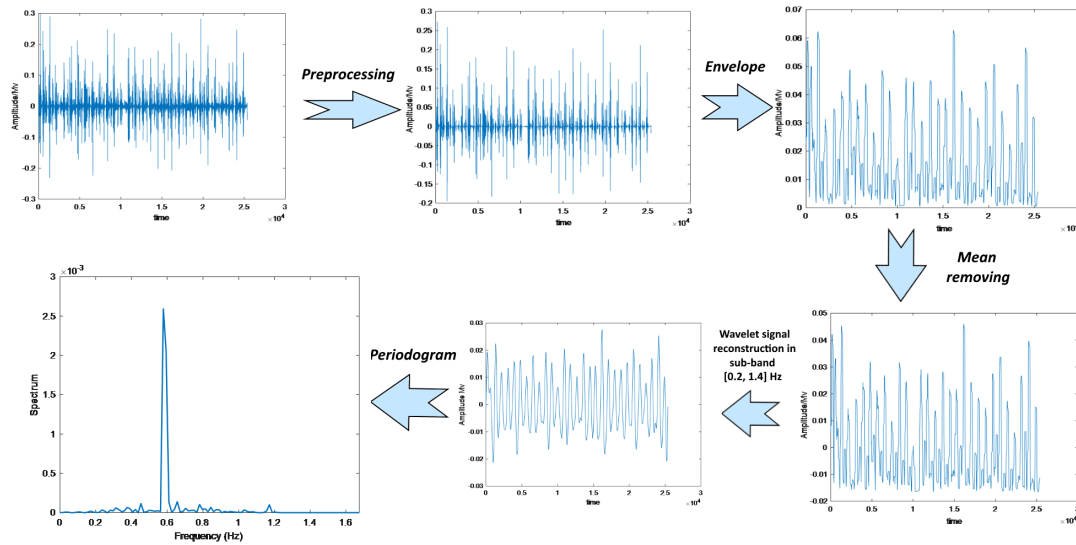 0.3
0.2
0.1
0
-0.1
-0.2
0.3
Amplitude/Mv
0 0.5 1 1.5 2 2.5 3
time
×10⁴
Preprocessing
0.3
0.25
0.2
0.15
0.1
0.05
0
-0.05
-0.1
-0.15
-0.2
Amplitude/Mv
0 0.5 1 1.5 2 2.5 3
time
×10⁴
Envelope
0.07
0.06
0.05
0.04
0.03
0.02
0.01
0
Amplitude/Mv
0 0.5 1 1.5 2 2.5 3
time
Mean
removing
0.05
0.04
0.03
0.02
0.01
0
-0.01
-0.02
Amplitude/Mv
0 0.5 1 1.5 2 2.5 3
time
×10⁴
Wavelet signal
reconstruction in
sub-band
[0.2, 1.4] Hz
0.03
0.02
0.01
0
-0.01
-0.02
0.03
Amplitude Mv
0 0.5 1 1.5 2 2.5 3
time
×10⁴
Periodogram
×10⁻³
3
2.5
2
1.5
1
0.5
0
Spectrum
0 0.2 0.4 0.6 0.8 1 1.2 1.4 1.6
Frequency (Hz)